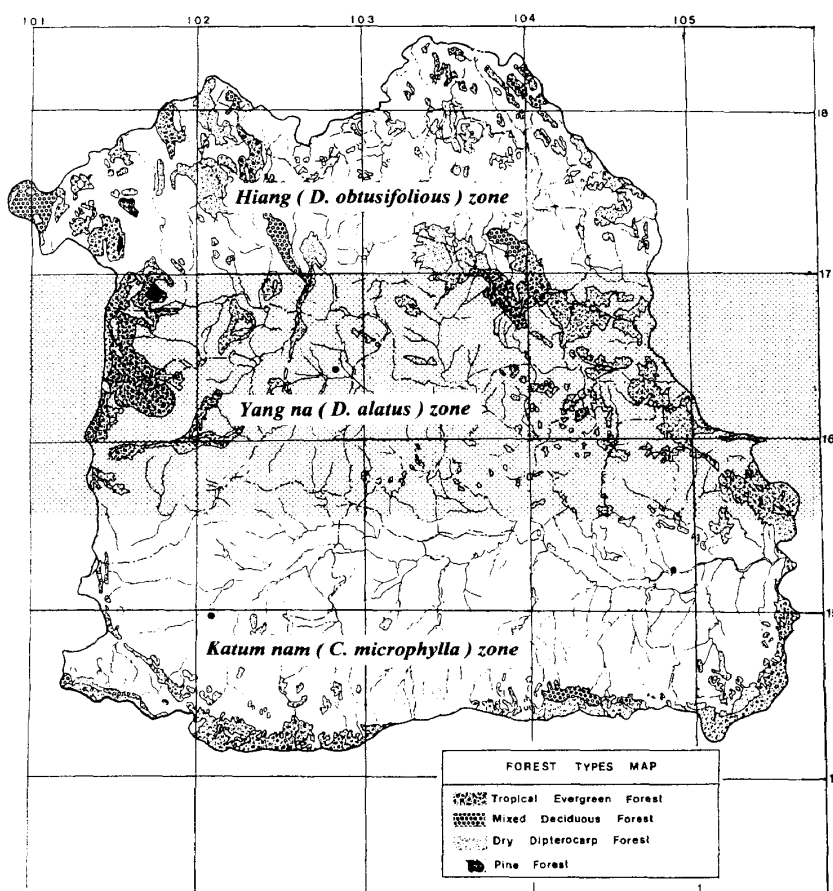 101 102 103 104 105
18
Hiang ( D. obtusifolious ) zone
17
Yang na ( D. alatus ) zone
16
15
Katum nam ( C. microphylla ) zone
FOREST TYPES MAP
Tropical Evergreen Forest
Mixed Deciduous Forest
Dry Dipterocarp Forest
Pine Forest